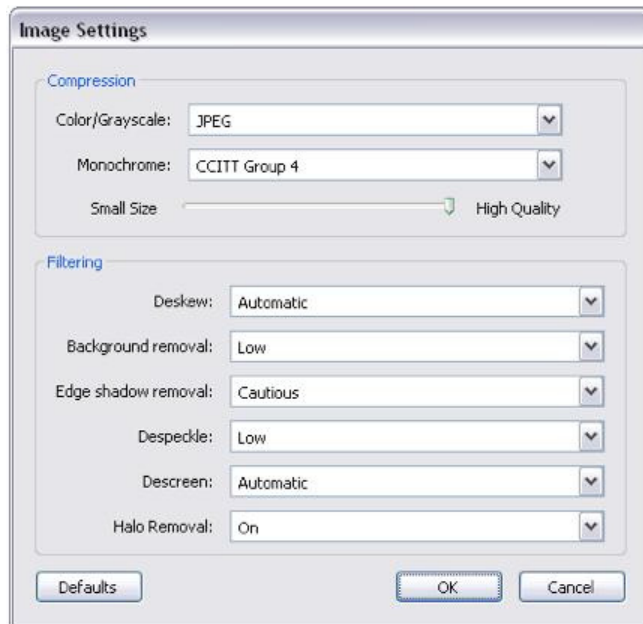 Image Settings
Compression
Color/Grayscale: JPEG
Monochrome: CCITT Group 4
Small Size High Quality
Filtering
Deskew: Automatic
Background removal: Low
Edge shadow removal: Cautious
Despeckle: Low
Descreen: Automatic
Halo Removal: On
Defaults OK Cancel